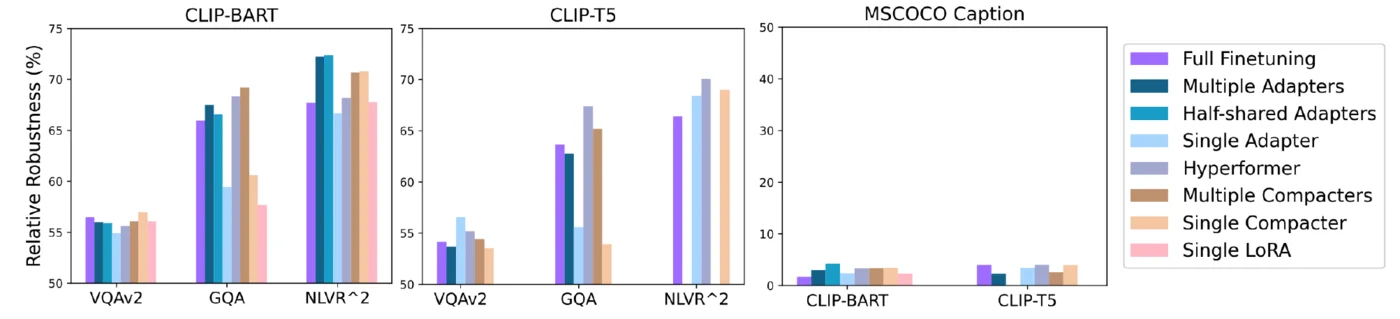 CLIP-BART
Relative Robustness (%)
75
70
65
60
55
50
VQAv2 GQA NLVR^2
CLIP-T5
75
70
65
60
55
50
VQAv2 GQA NLVR^2
MSCOCO Caption
50
40
30
20
10
0
CLIP-BART CLIP-T5
Full Finetuning
Multiple Adapters
Half-shared Adapters
Single Adapter
Hyperformer
Multiple Compacters
Single Compacter
Single LoRA